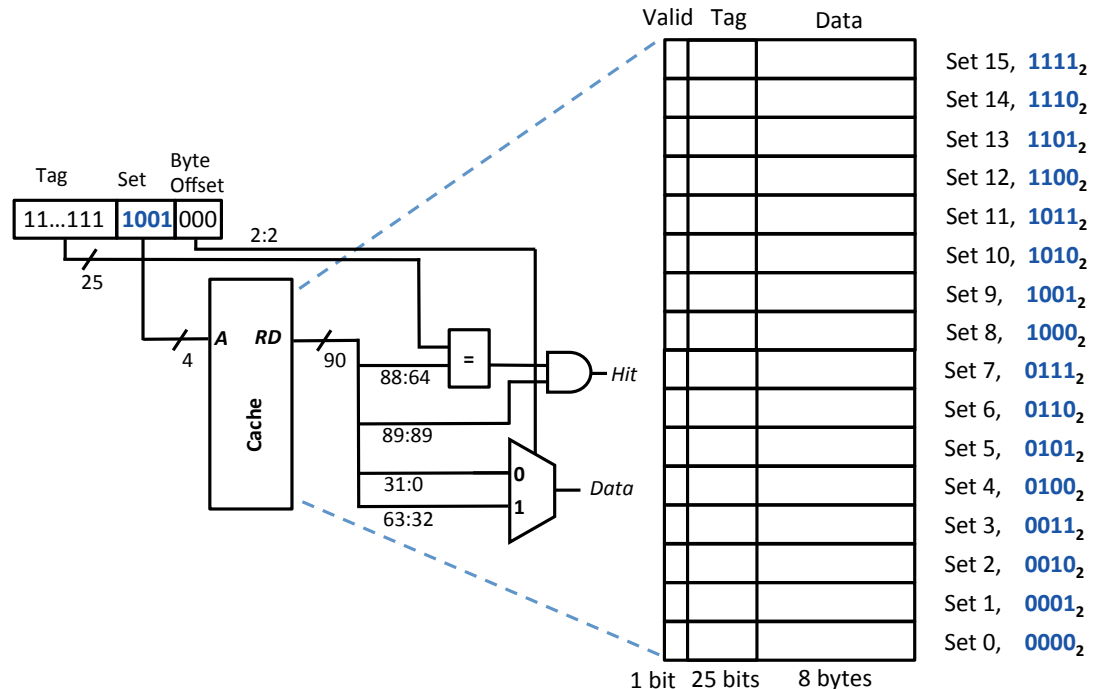 Valid Tag Data
Set 15, 1111₂
Set 14, 1110₂
Set 13 1101₂
Set 12, 1100₂
Set 11, 1011₂
Set 10, 1010₂
Set 9, 1001₂
Set 8, 1000₂
Set 7, 0111₂
Set 6, 0110₂
Set 5, 0101₂
Set 4, 0100₂
Set 3, 0011₂
Set 2, 0010₂
Set 1, 0001₂
Set 0, 0000₂
1 bit 25 bits 8 bytes
Tag Set Byte
Offset
11...111 1001 000
2:2
25
4
A RD
Cache
90
88:64
=
Hit
89:89
31:0
0
Data
63:32
1